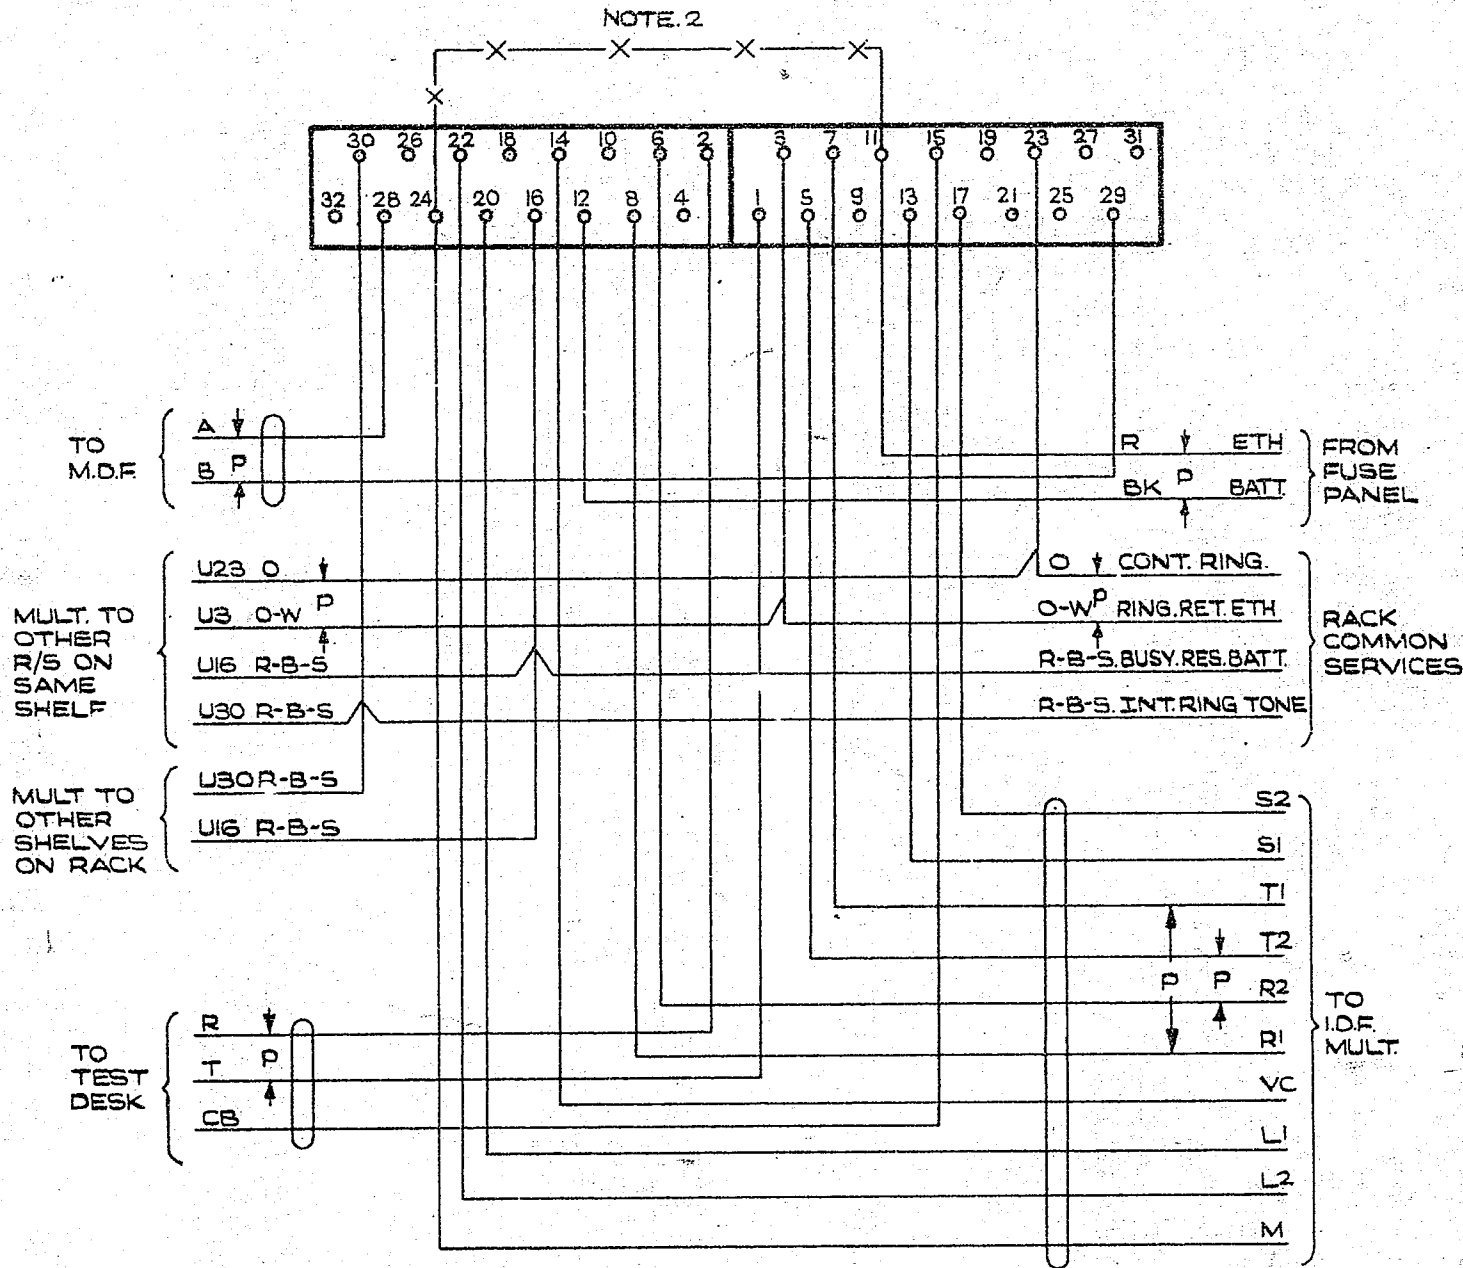 NOTE. 2
30 26 22 18 14 10 6 2 3 7 11 15 19 23 27 31
32 28 24 20 16 12 8 4 1 5 9 13 17 21 25 29
TO
M.D.F.
A
P
B
R ETH
P
BK BATT.
FROM
FUSE
PANEL
MULT. TO
OTHER
R/S ON
SAME
SHELF
U23 O
P
U3 O-W
U16 R-B-S
U30 R-B-S
O CONT. RING.
P
O-W RING. RET. ETH
R-B-S. BUSY. RES. BATT.
R-B-S. INT. RING TONE
RACK
COMMON
SERVICES
MULT TO
OTHER
SHELVES
ON RACK
U30 R-B-S
U16 R-B-S
S2
S1
T1
T2
P P
R2
R1
VC
L1
L2
M
TO
I.D.F.
MULT.
TO
TEST
DESK
R
P
T
CB